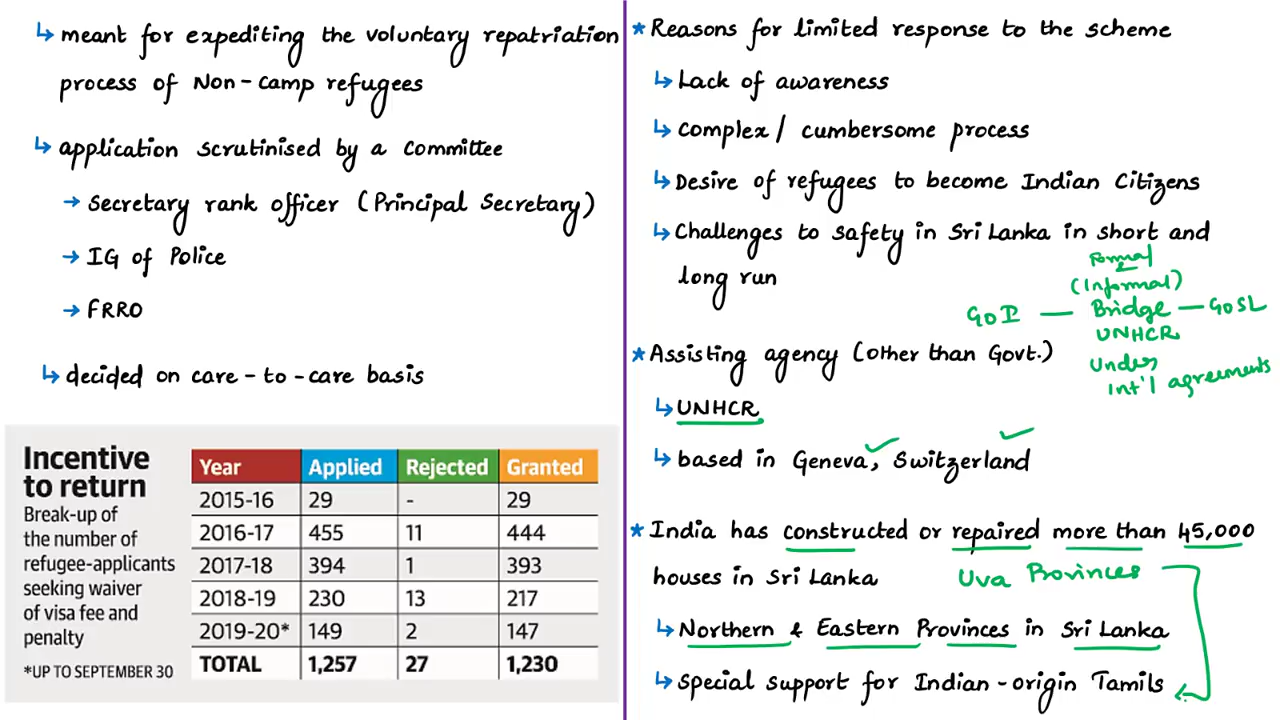 meant for expediting the voluntary repatriation
process of Non-camp refugees
application scrutinised by a committee
Secretary rank officer (Principal Secretary)
IG of Police
FRRO
decided on care-to-care basis
Incentive
to return
Break-up of
the number of
refugee-applicants
seeking waiver
of visa fee and
penalty
*UP TO SEPTEMBER 30
Year Applied Rejected Granted
2015-16 29 - 29
2016-17 455 11 444
2017-18 394 1 393
2018-19 230 13 217
2019-20* 149 2 147
TOTAL 1,257 27 1,230
* Reasons for limited response to the scheme
Lack of awareness
complex/ cumbersome process
Desire of refugees to become Indian Citizens
Challenges to safety in Sri Lanka in short and
long run
Formal
(Informal)
GOI — Bridge — GOSL
UNHCR
Under
Int'l agreements
* Assisting agency (other than Govt.)
UNHCR
based in Geneva, Switzerland
* India has constructed or repaired more than 45,000
houses in Sri Lanka
Uva Provinces
Northern & Eastern Provinces in Sri Lanka
special support for Indian-origin Tamils